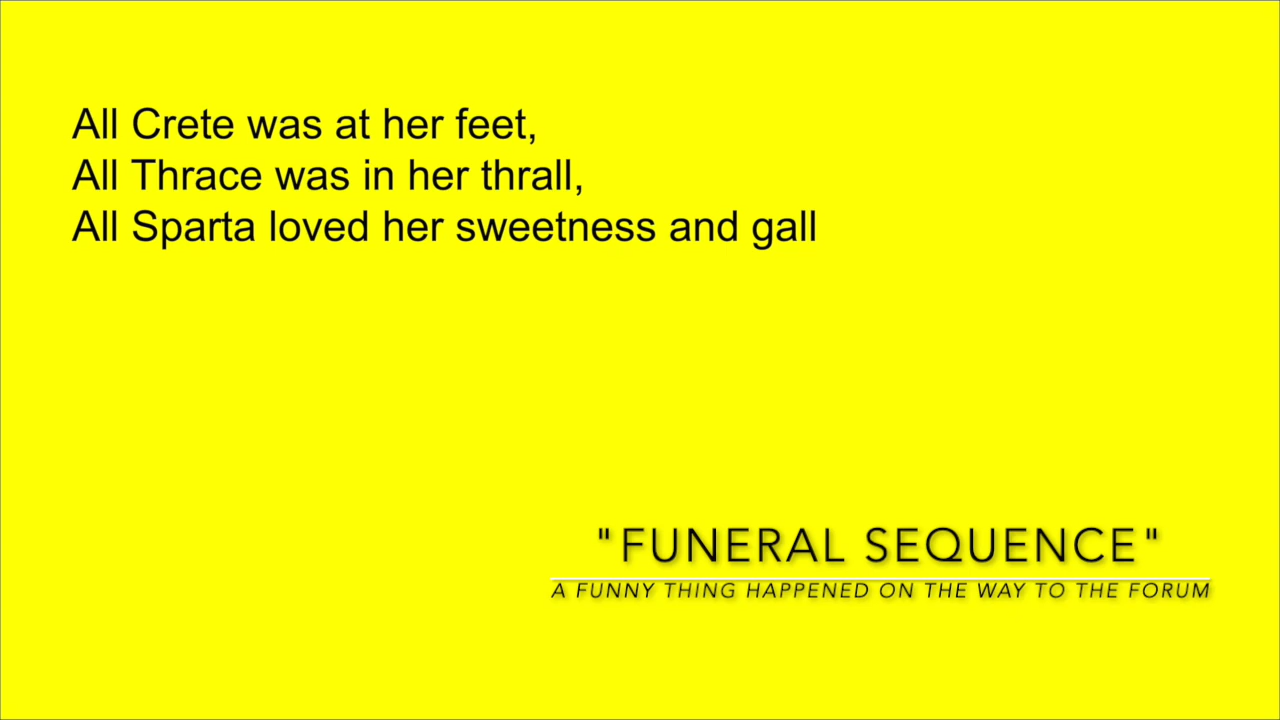 All Crete was at her feet,
All Thrace was in her thrall,
All Sparta loved her sweetness and gall
"FUNERAL SEQUENCE"
A FUNNY THING HAPPENED ON THE WAY TO THE FORUM